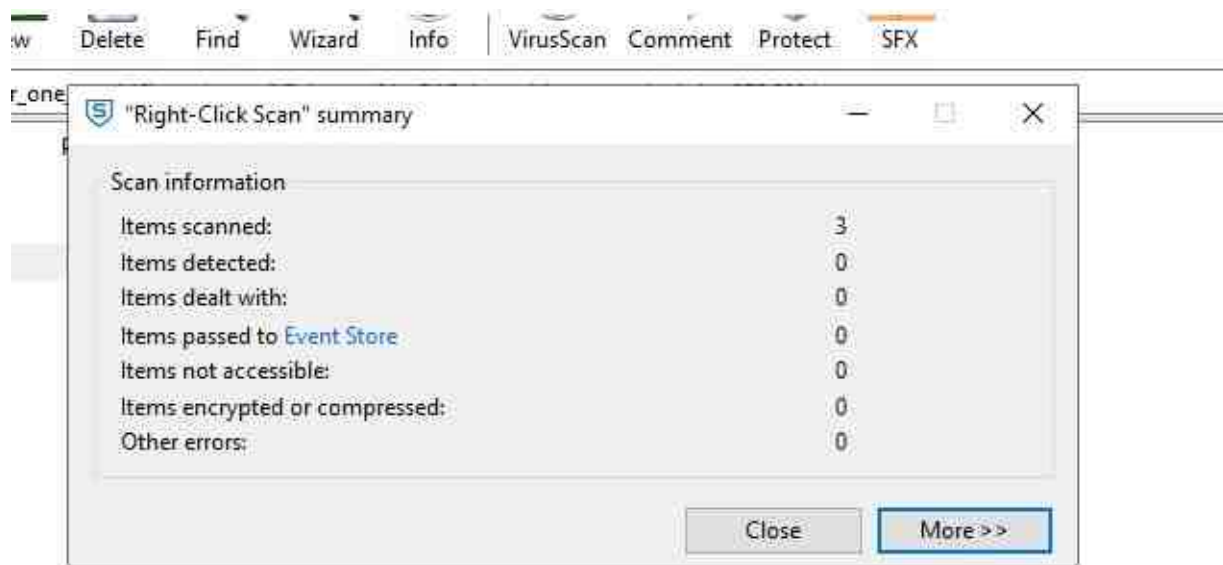 Delete Find Wizard Info VirusScan Comment Protect SFX
r_one
"Right-Click Scan" summary
Scan information
Items scanned: 3
Items detected: 0
Items dealt with: 0
Items passed to Event Store 0
Items not accessible: 0
Items encrypted or compressed: 0
Other errors: 0
Close More >>